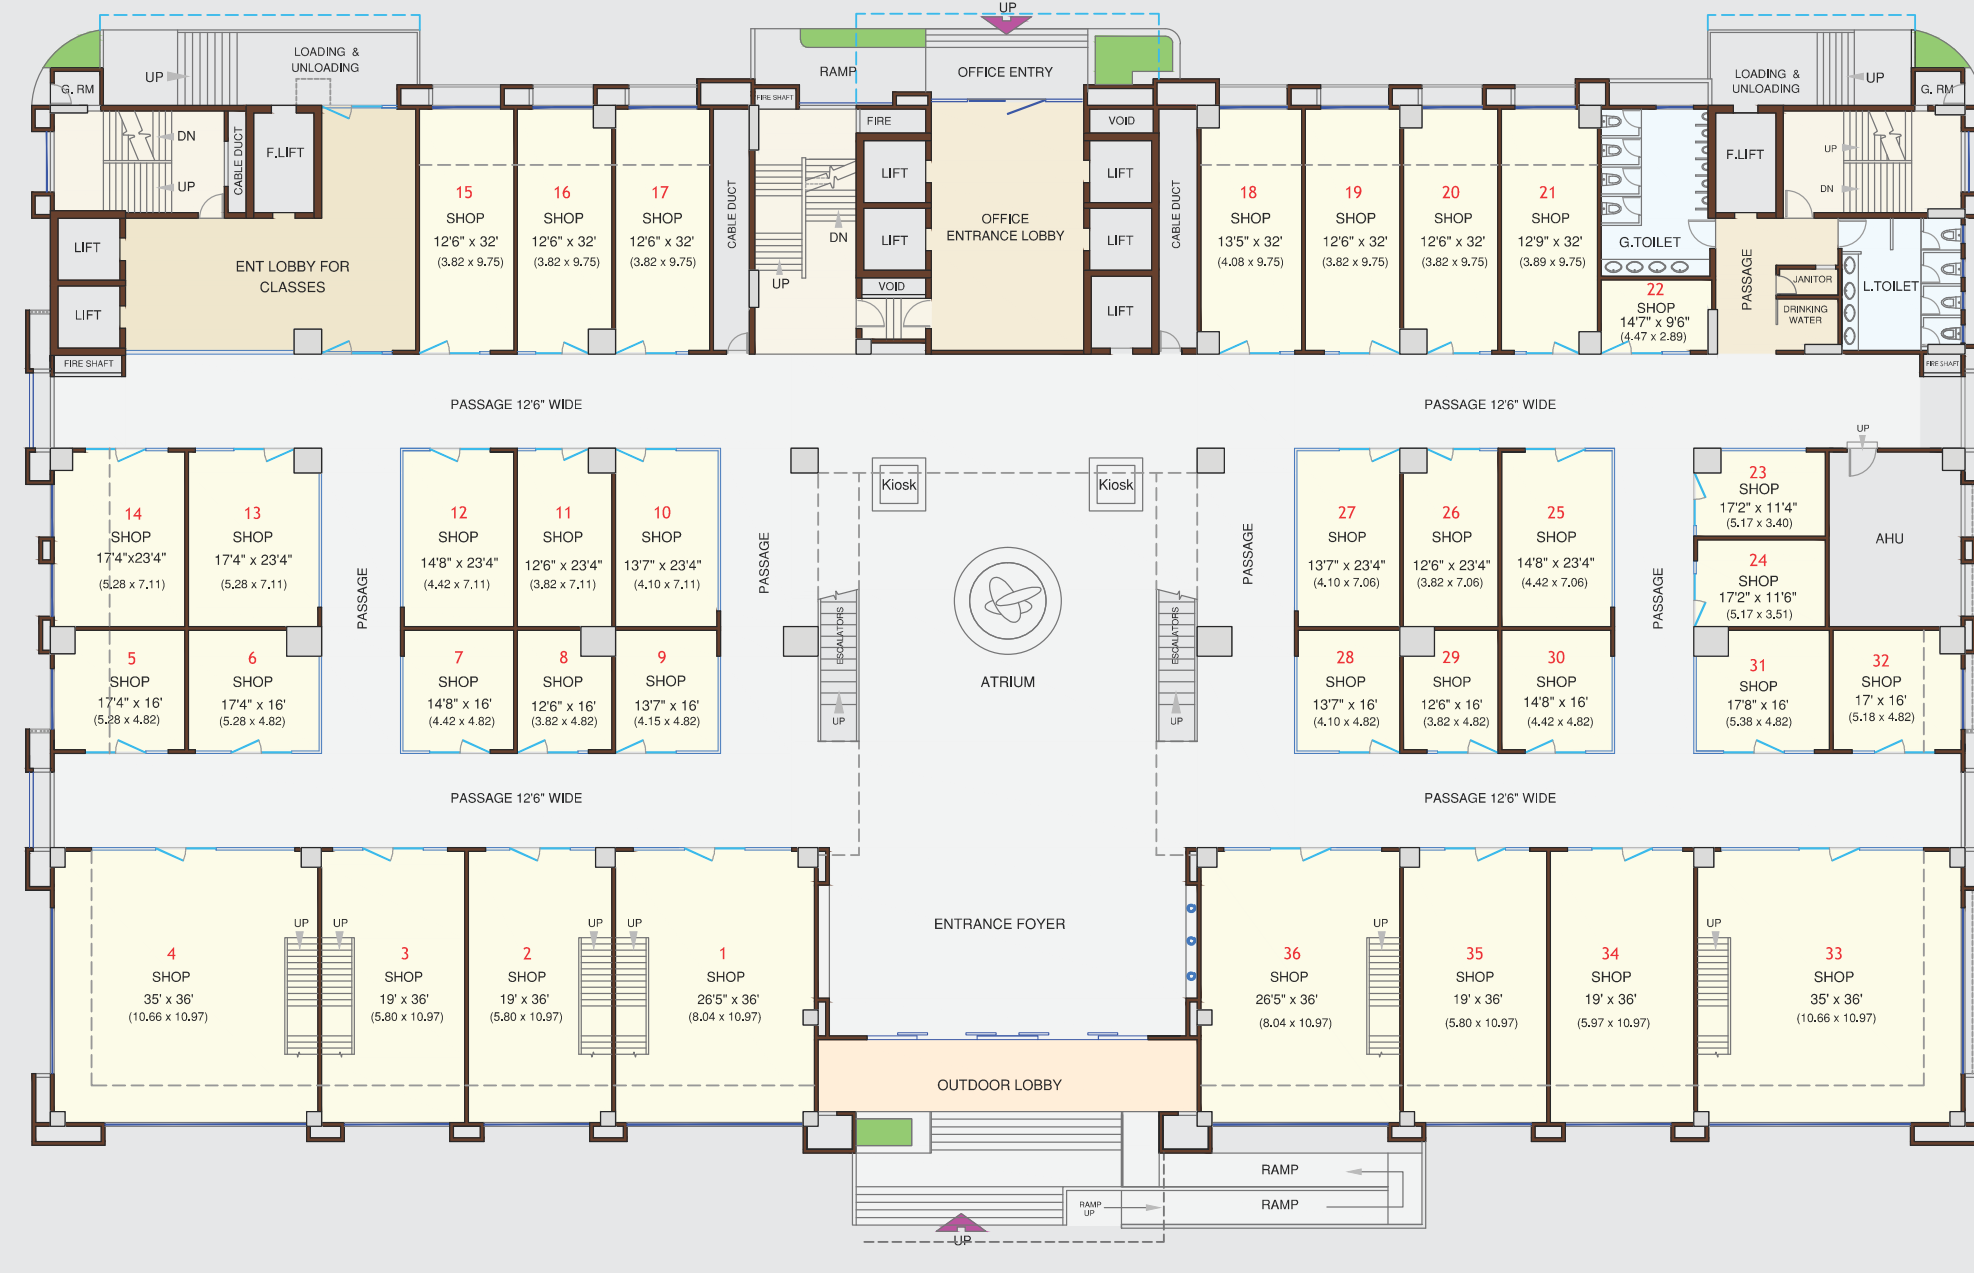 UP
LOADING &
UNLOADING
UP
G. RM
RAMP
OFFICE ENTRY
LOADING &
UNLOADING
UP
G. RM
FIRE SHAFT
FIRE
VOID
DN
UP
CABLE DUCT
F.LIFT
LIFT
LIFT
ENT LOBBY FOR
CLASSES
FIRE SHAFT
15
SHOP
12'6" x 32'
(3.82 x 9.75)
16
SHOP
12'6" x 32'
(3.82 x 9.75)
17
SHOP
12'6" x 32'
(3.82 x 9.75)
CABLE DUCT
DN
UP
LIFT
LIFT
VOID
OFFICE
ENTRANCE LOBBY
LIFT
LIFT
LIFT
CABLE DUCT
18
SHOP
13'5" x 32'
(4.08 x 9.75)
19
SHOP
12'6" x 32'
(3.82 x 9.75)
20
SHOP
12'6" x 32'
(3.82 x 9.75)
21
SHOP
12'9" x 32'
(3.89 x 9.75)
G.TOILET
22
SHOP
14'7" x 9'6"
(4.47 x 2.89)
F.LIFT
UP
DN
PASSAGE
JANITOR
DRINKING
WATER
L.TOILET
FIRE SHAFT
PASSAGE 12'6" WIDE
PASSAGE 12'6" WIDE
UP
14
SHOP
17'4"x23'4"
(5.28 x 7.11)
13
SHOP
17'4" x 23'4"
(5.28 x 7.11)
PASSAGE
12
SHOP
14'8" x 23'4"
(4.42 x 7.11)
11
SHOP
12'6" x 23'4"
(3.82 x 7.11)
10
SHOP
13'7" x 23'4"
(4.10 x 7.11)
PASSAGE
Kiosk
Kiosk
PASSAGE
27
SHOP
13'7" x 23'4"
(4.10 x 7.06)
26
SHOP
12'6" x 23'4"
(3.82 x 7.06)
25
SHOP
14'8" x 23'4"
(4.42 x 7.06)
PASSAGE
23
SHOP
17'2" x 11'4"
(5.17 x 3.40)
24
SHOP
17'2" x 11'6"
(5.17 x 3.51)
AHU
5
SHOP
17'4" x 16'
(5.28 x 4.82)
6
SHOP
17'4" x 16'
(5.28 x 4.82)
7
SHOP
14'8" x 16'
(4.42 x 4.82)
8
SHOP
12'6" x 16'
(3.82 x 4.82)
9
SHOP
13'7" x 16'
(4.15 x 4.82)
ESCALATORS
UP
ATRIUM
ESCALATORS
UP
28
SHOP
13'7" x 16'
(4.10 x 4.82)
29
SHOP
12'6" x 16'
(3.82 x 4.82)
30
SHOP
14'8" x 16'
(4.42 x 4.82)
31
SHOP
17'8" x 16'
(5.38 x 4.82)
32
SHOP
17' x 16'
(5.18 x 4.82)
PASSAGE 12'6" WIDE
PASSAGE 12'6" WIDE
4
SHOP
35' x 36'
(10.66 x 10.97)
UP
UP
3
SHOP
19' x 36'
(5.80 x 10.97)
2
SHOP
19' x 36'
(5.80 x 10.97)
UP
UP
1
SHOP
26'5" x 36'
(8.04 x 10.97)
ENTRANCE FOYER
36
SHOP
26'5" x 36'
(8.04 x 10.97)
UP
35
SHOP
19' x 36'
(5.80 x 10.97)
34
SHOP
19' x 36'
(5.97 x 10.97)
UP
33
SHOP
35' x 36'
(10.66 x 10.97)
OUTDOOR LOBBY
RAMP
RAMP
RAMP
UP
UP